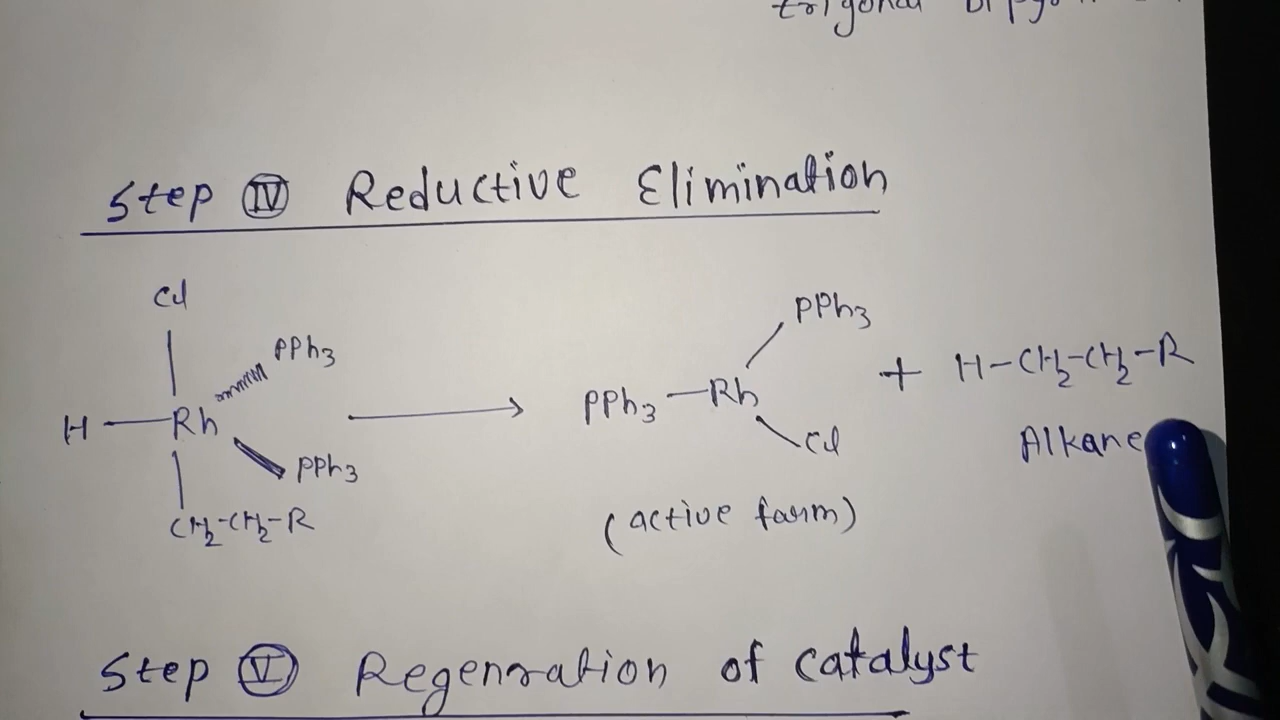 trigonal
Step IV Reductive Elimination
Cl
PPh3
H-Rh
PPh3
CH2-CH2-R
PPh3
PPh3-Rh
Cl
+ H-CH2-CH2-R
Alkane
(active form)
Step V Regenration of catalyst